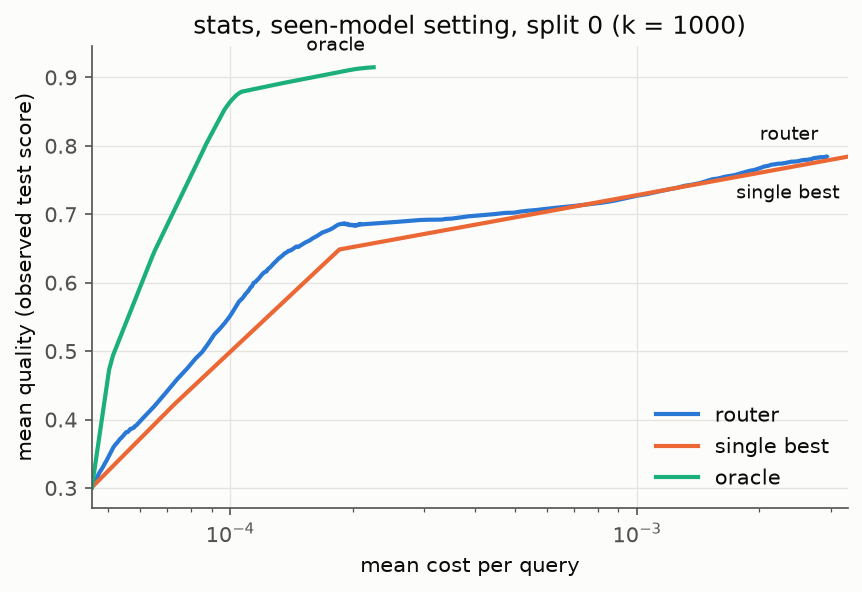 stats, seen-model setting, split 0 (k = 1000)
oracle
router
single best
mean quality (observed test score)
0.9
0.8
0.7
0.6
0.5
0.4
0.3
router
single best
oracle
10⁻⁴
10⁻³
mean cost per query